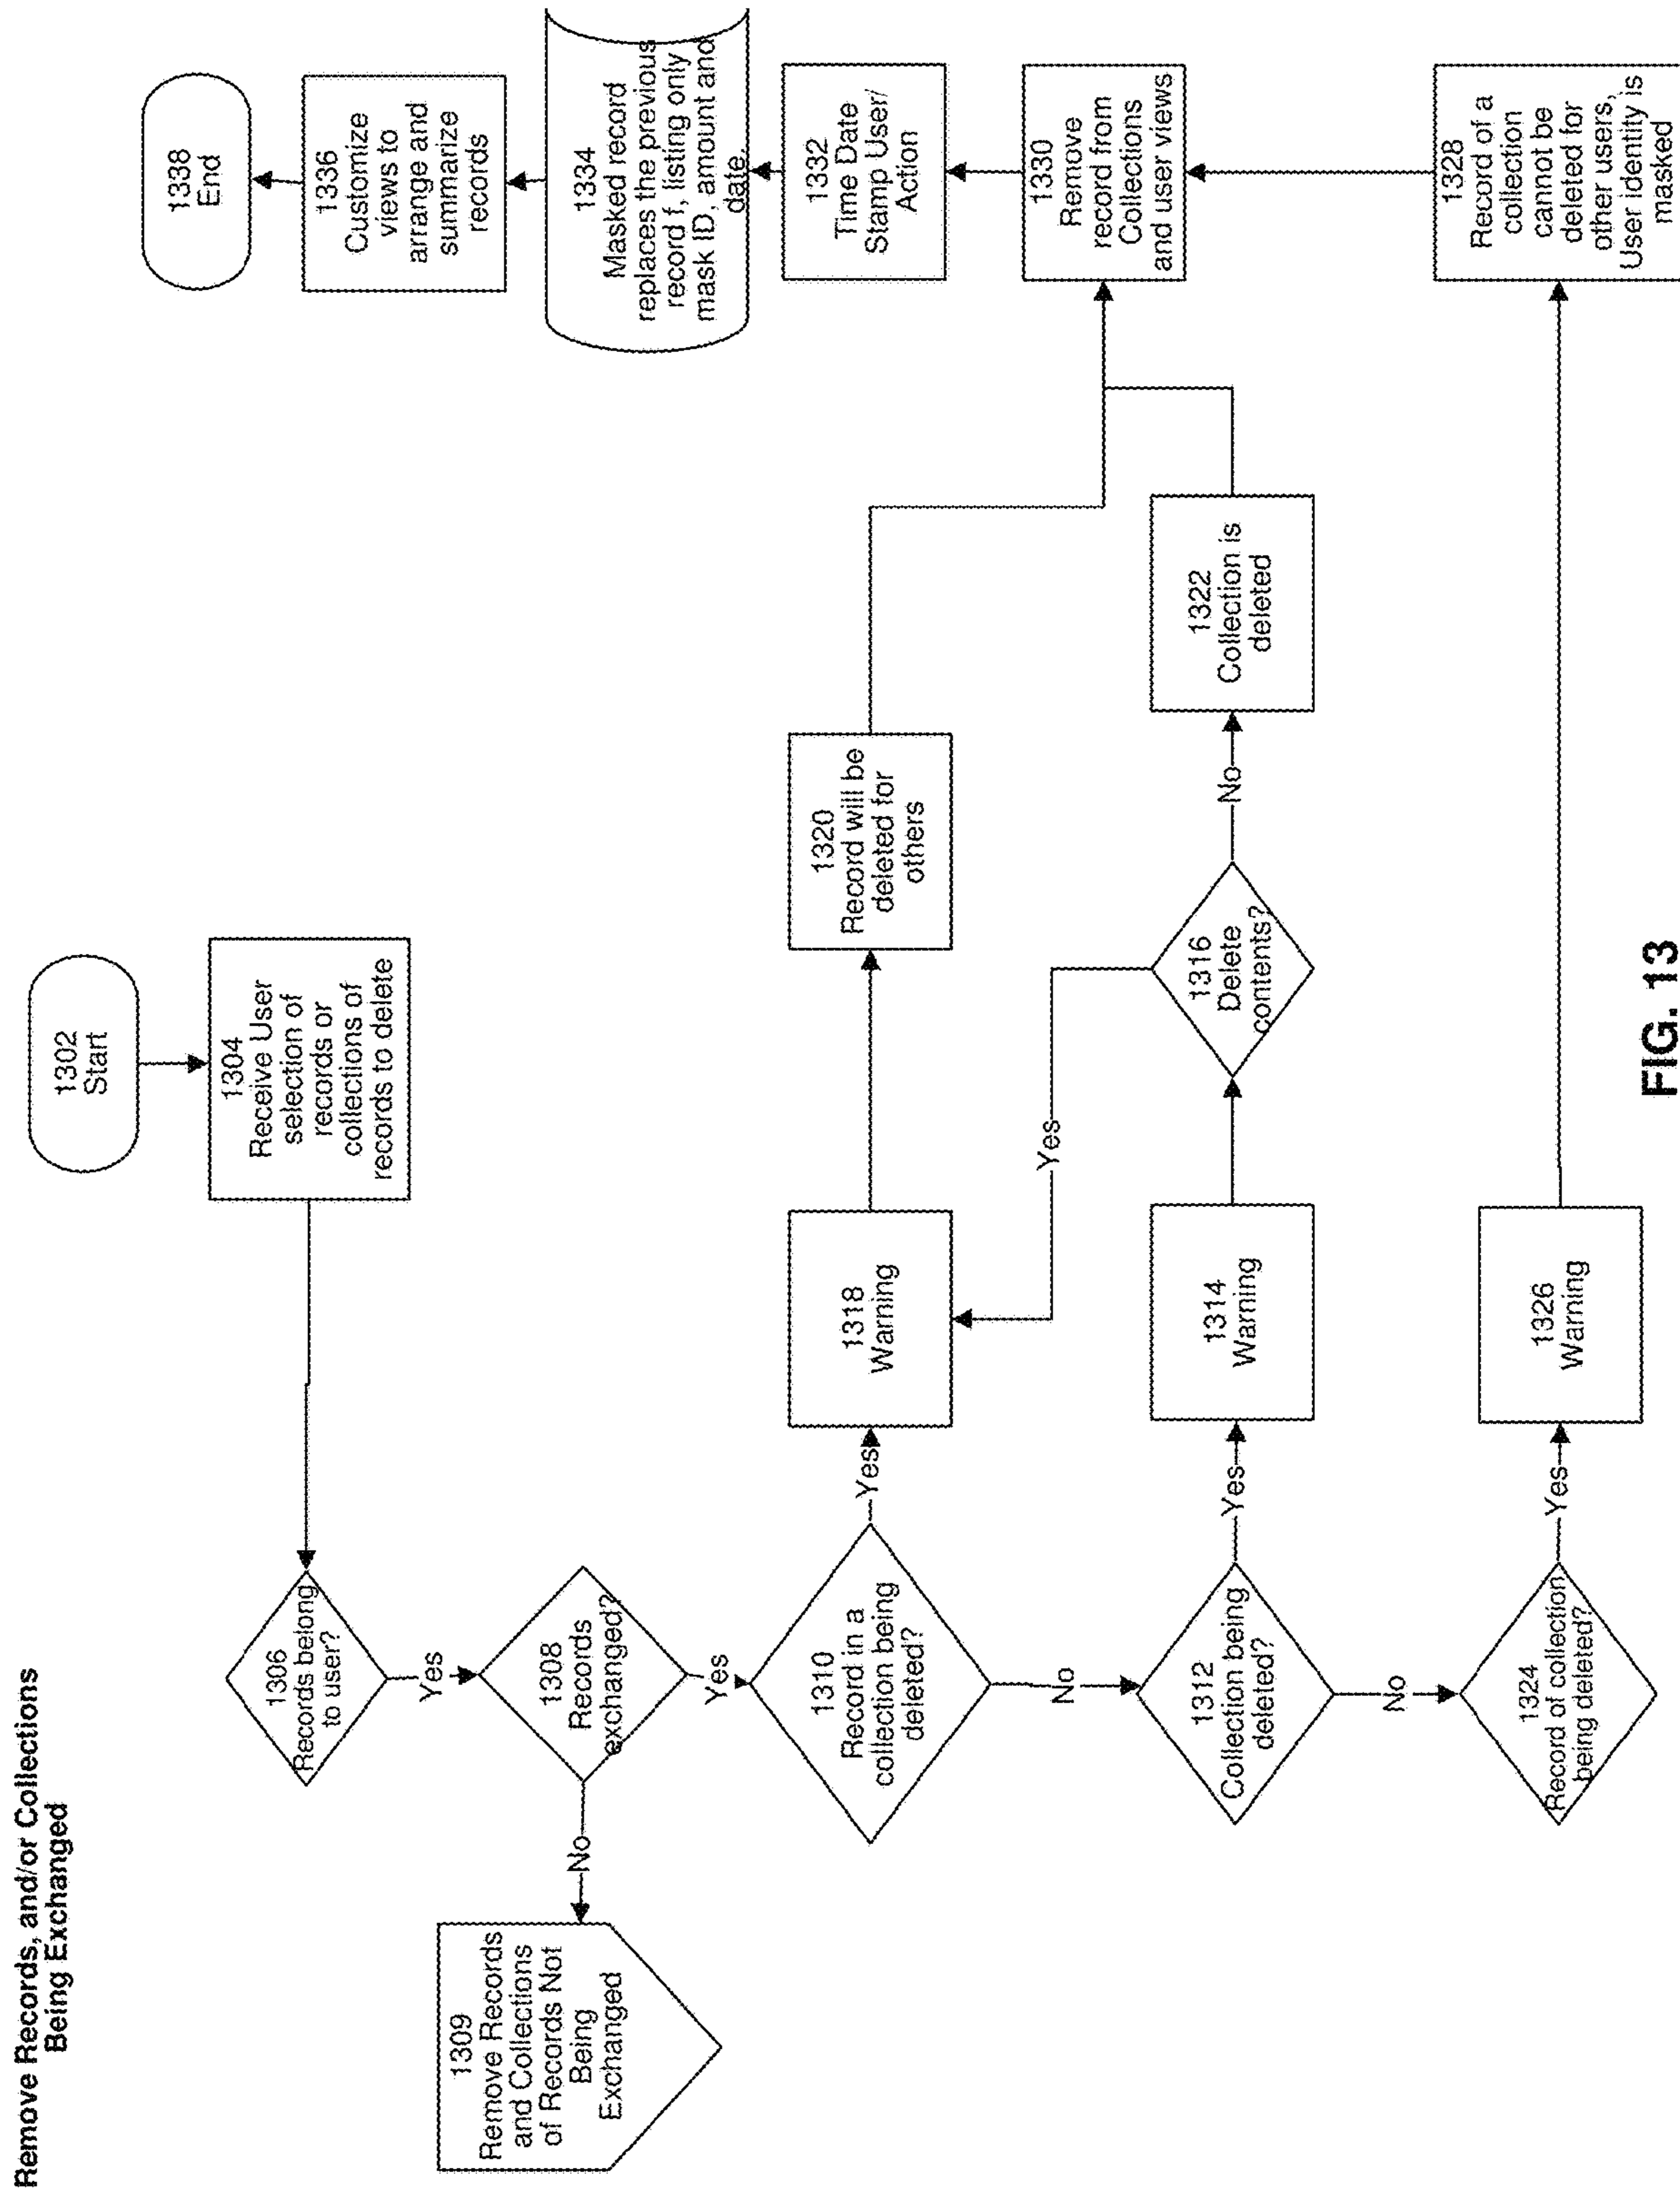 Remove Records, and/or Collections
Being Exchanged
1302
Start
1304
Receive User
selection of
records or
collections of
records to delete
1306
Records belong
to user?
Yes
1308
Records
exchanged?
No
1309
Remove Records
and Collections
of Records Not
Being
Exchanged
Yes
1310
Record in a
collection being
deleted?
Yes
1318
Warning
1320
Record will be
deleted for
others
No
1312
Collection being
deleted?
Yes
1314
Warning
1316
Delete
contents?
Yes
No
1322
Collection is
deleted
No
1324
Record of collection
being deleted?
Yes
1326
Warning
1328
Record of a
collection
cannot be
deleted for
other users,
User identity is
masked
1330
Remove
record from
Collections
and user views
1332
Time Date
Stamp User/
Action
1334
Masked record
replaces the previous
record f, listing only
mask ID, amount and
date.
1336
Customize
views to
arrange and
summarize
records
1338
End
FIG. 13